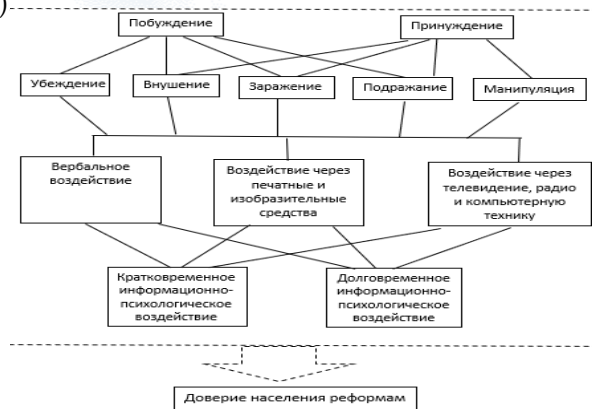 )
Побуждение
Принуждение
Убеждение
Внушение
Заражение
Подражание
Манипуляция
Вербальное
воздействие
Воздействие через
печатные и
изобразительные
средства
Воздействие через
телевидение, радио
и компьютерную
технику
Кратковременное
информационно-
психологическое
воздействие
Долговременное
информационно-
психологическое
воздействие
Доверие населения реформам